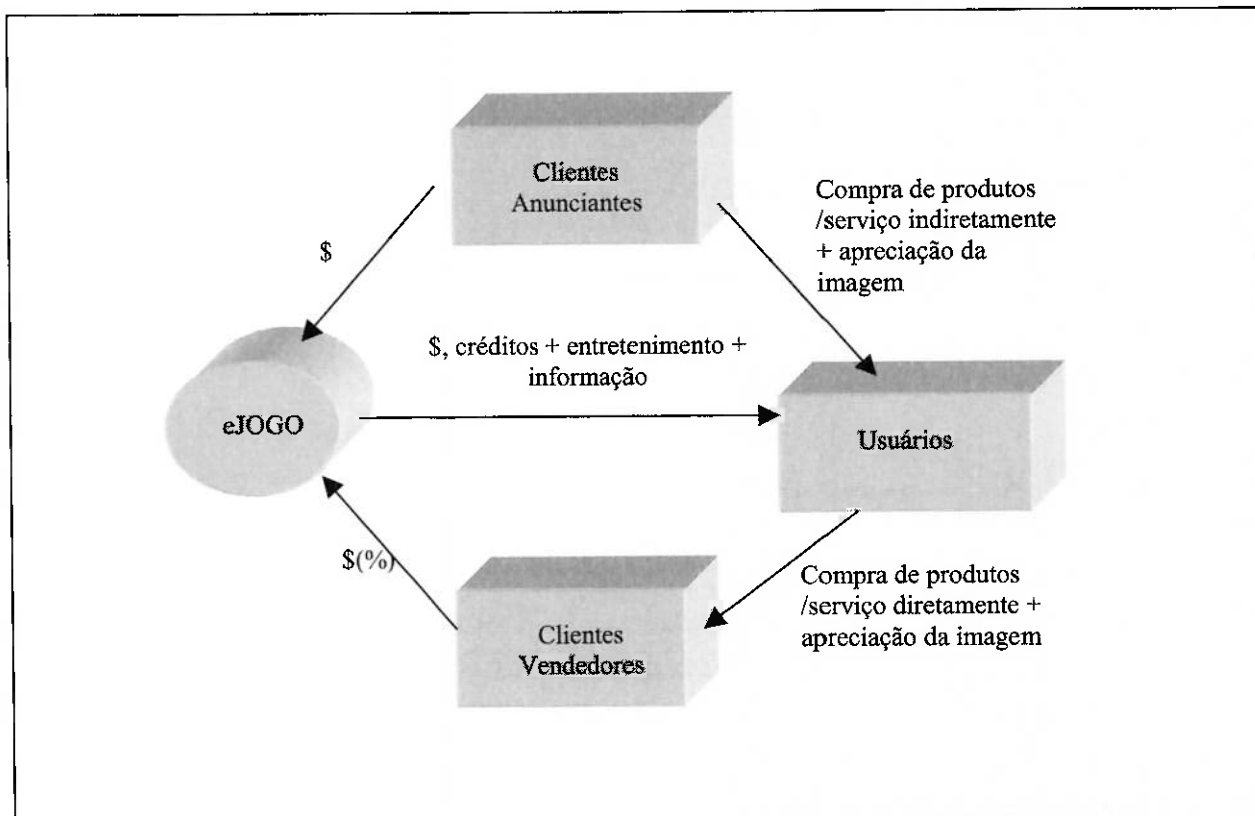 Clientes
Anunciantes
Compra de produtos
/serviço indiretamente
+ apreciação da
imagem
$
$, créditos + entretenimento +
informação
eJOGO
Usuários
$(%)
Clientes
Vendedores
Compra de produtos
/serviço diretamente +
apreciação da imagem